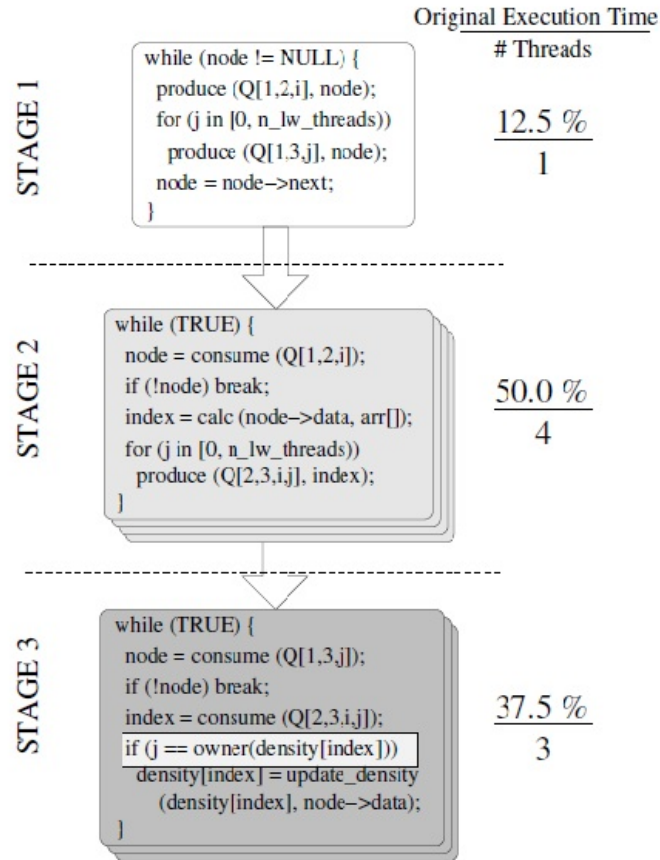 Original Execution Time
# Threads
STAGE 1
while (node != NULL) {
produce (Q[1,2,i], node);
for (j in [0, n_lw_threads))
produce (Q[1,3,j], node);
node = node−>next;
}
12.5 %
1
STAGE 2
while (TRUE) {
node = consume (Q[1,2,i]);
if (!node) break;
index = calc (node−>data, arr[]);
for (j in [0, n_lw_threads))
produce (Q[2,3,i,j], index);
}
50.0 %
4
STAGE 3
while (TRUE) {
node = consume (Q[1,3,j]);
if (!node) break;
index = consume (Q[2,3,i,j]);
if (j == owner(density[index]))
density[index] = update_density
(density[index], node−>data);
}
37.5 %
3